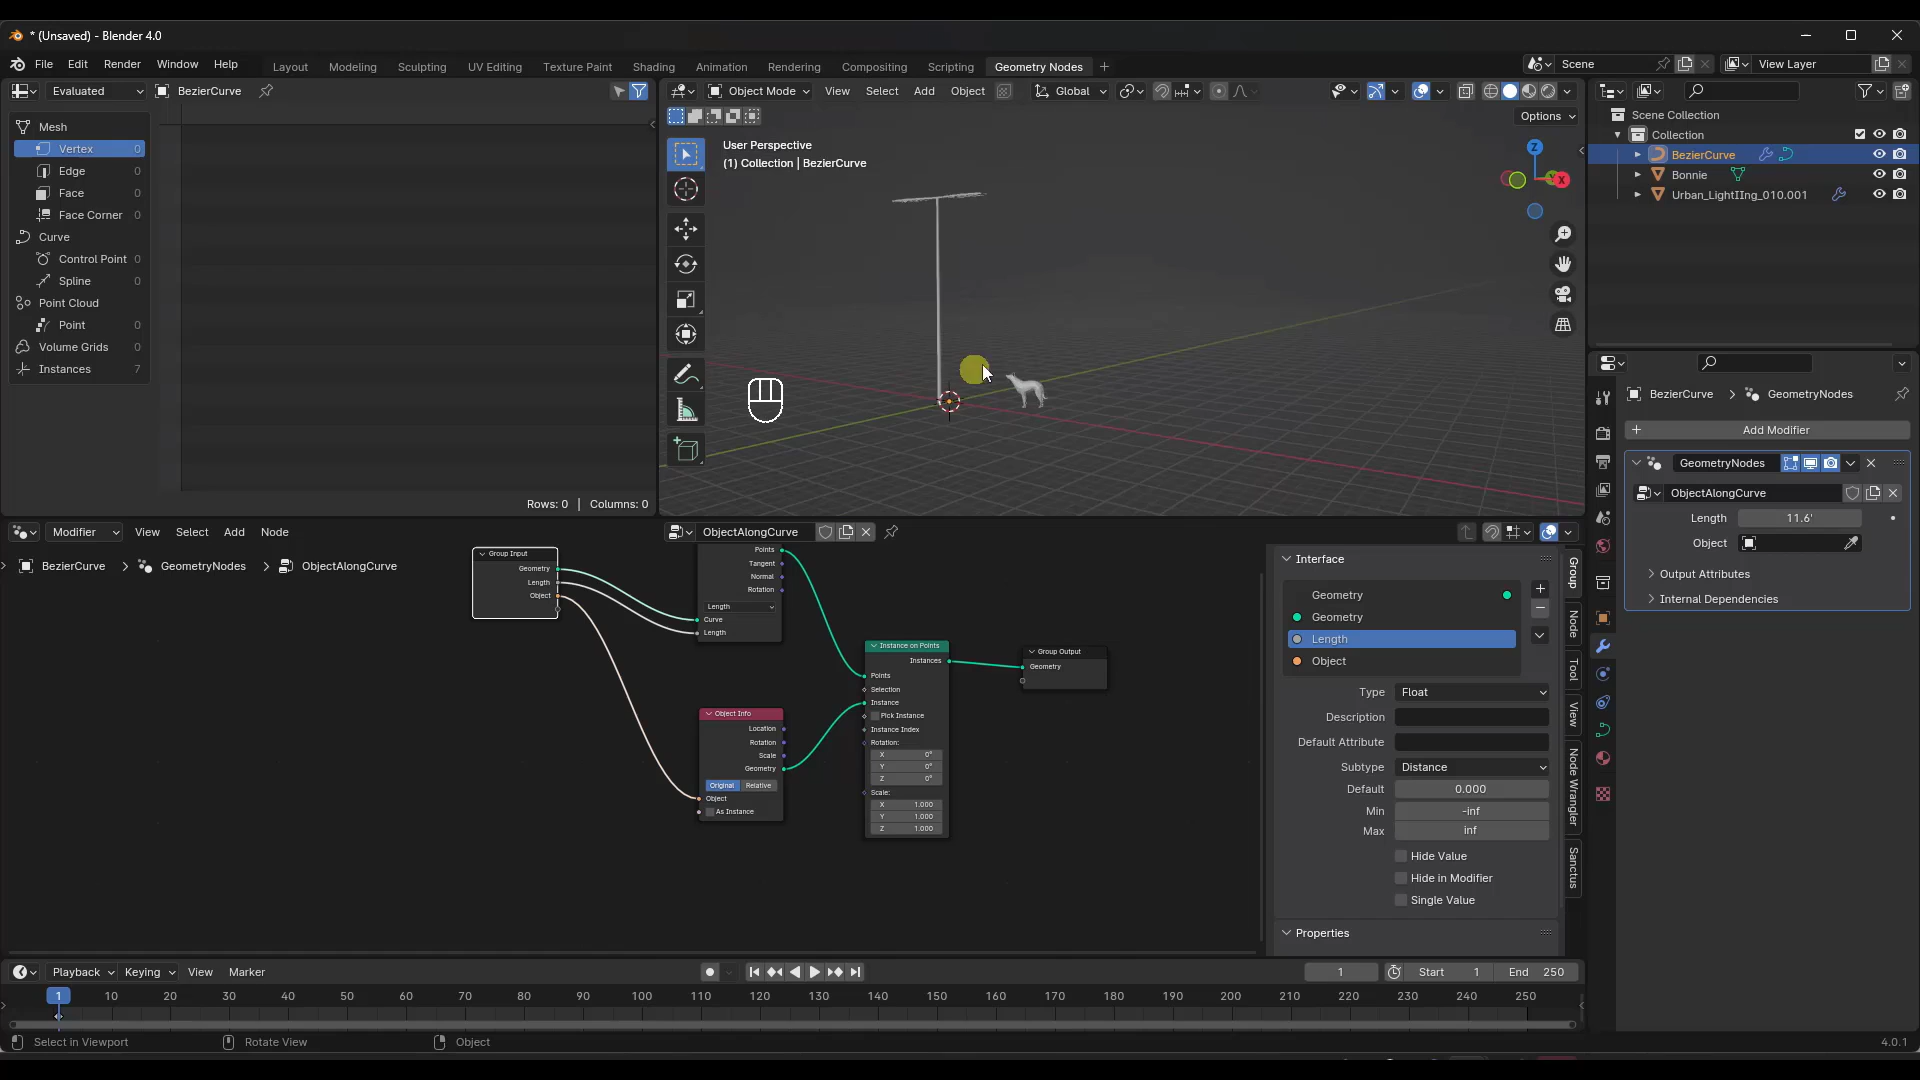 * (Unsaved) - Blender 4.0
File Edit Render Window Help
Layout Modeling Sculpting UV Editing Texture Paint Shading Animation Rendering Compositing Scripting Geometry Nodes +
Scene
View Layer
Evaluated
BezierCurve
Mesh
Vertex 0
Edge 0
Face 0
Face Corner 0
Curve
Control Point 0
Spline 0
Point Cloud
Point 0
Volume Grids 0
Instances 7
Rows: 0 | Columns: 0
Object Mode View Select Add Object
Global
Options
User Perspective
(1) Collection | BezierCurve
Z
X
Scene Collection
Collection
BezierCurve
Bonnie
Urban_LightIIng_010.001
BezierCurve > GeometryNodes
+ Add Modifier
GeometryNodes
ObjectAlongCurve
Length 11.6'
Object
Output Attributes
Internal Dependencies
Modifier View Select Add Node
ObjectAlongCurve
BezierCurve > GeometryNodes > ObjectAlongCurve
Group Input
Geometry
Length
Object
Points
Tangent
Normal
Rotation
Length
Curve
Length
Object Info
Location
Rotation
Scale
Geometry
Original Relative
Object
As Instance
Instance on Points
Instances
Points
Selection
Instance
Pick Instance
Instance Index
Rotation:
X 0°
Y 0°
Z 0°
Scale:
X 1.000
Y 1.000
Z 1.000
Group Output
Geometry
Interface
Geometry
Geometry
Length
Object
Type Float
Description
Default Attribute
Subtype Distance
Default 0.000
Min -inf
Max inf
Hide Value
Hide in Modifier
Single Value
Properties
Group
Node
Tool
View
Node Wrangler
Sanctus
Playback Keying View Marker
1
Start 1 End 250
1 10 20 30 40 50 60 70 80 90 100 110 120 130 140 150 160 170 180 190 200 210 220 230 240 250
Select in Viewport
Rotate View
Object
4.0.1